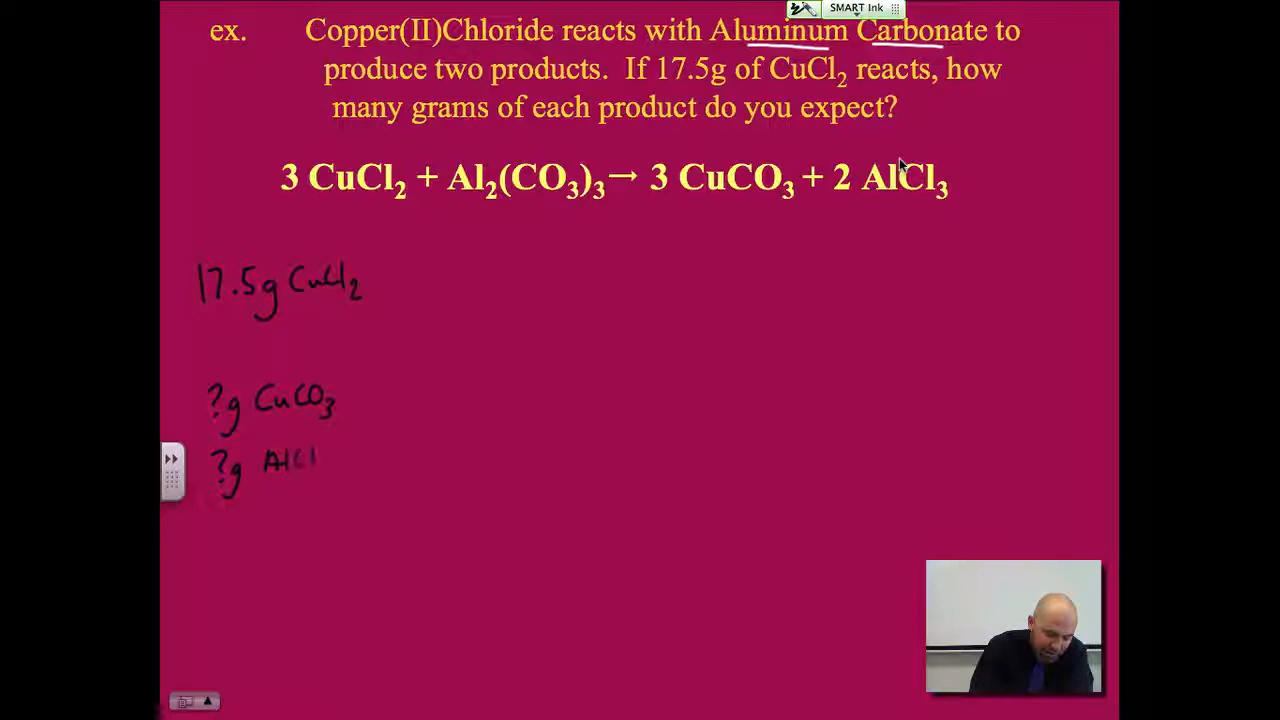 SMART Ink
ex. Copper(II)Chloride reacts with Aluminum Carbonate to
produce two products. If 17.5g of CuCl₂ reacts, how
many grams of each product do you expect?
3 CuCl₂ + Al₂(CO₃)₃→ 3 CuCO₃ + 2 AlCl₃
17.5g CuCl₂
?g CuCO₃
?g AlCl